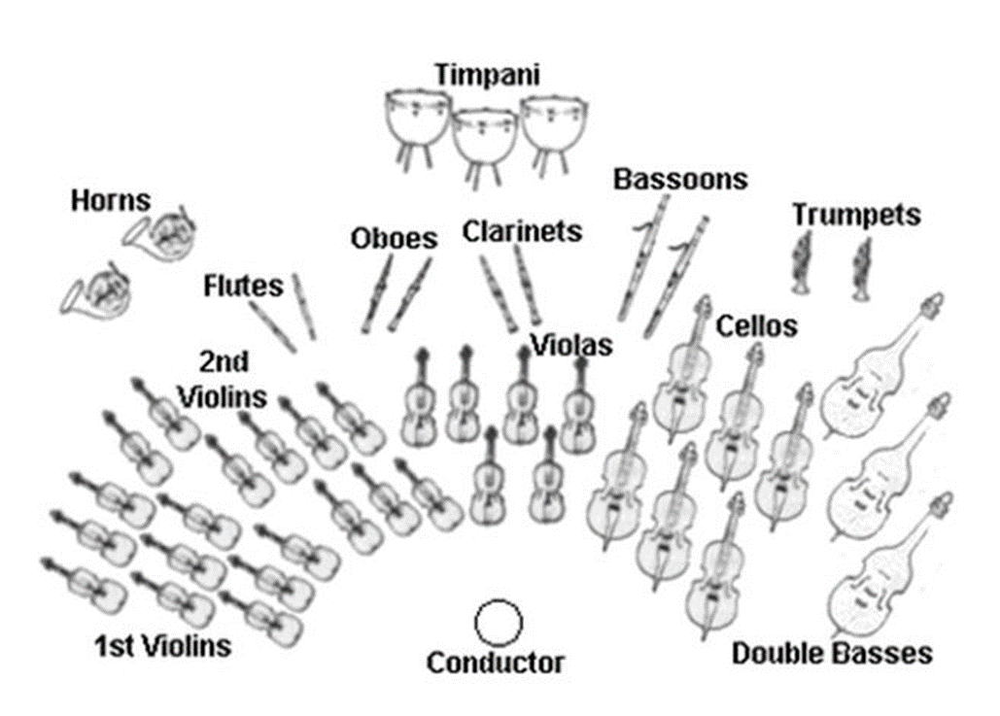 Timpani
Bassoons
Horns
Trumpets
Oboes
Clarinets
Flutes
Cellos
Violas
2nd
Violins
1st Violins
Conductor
Double Basses